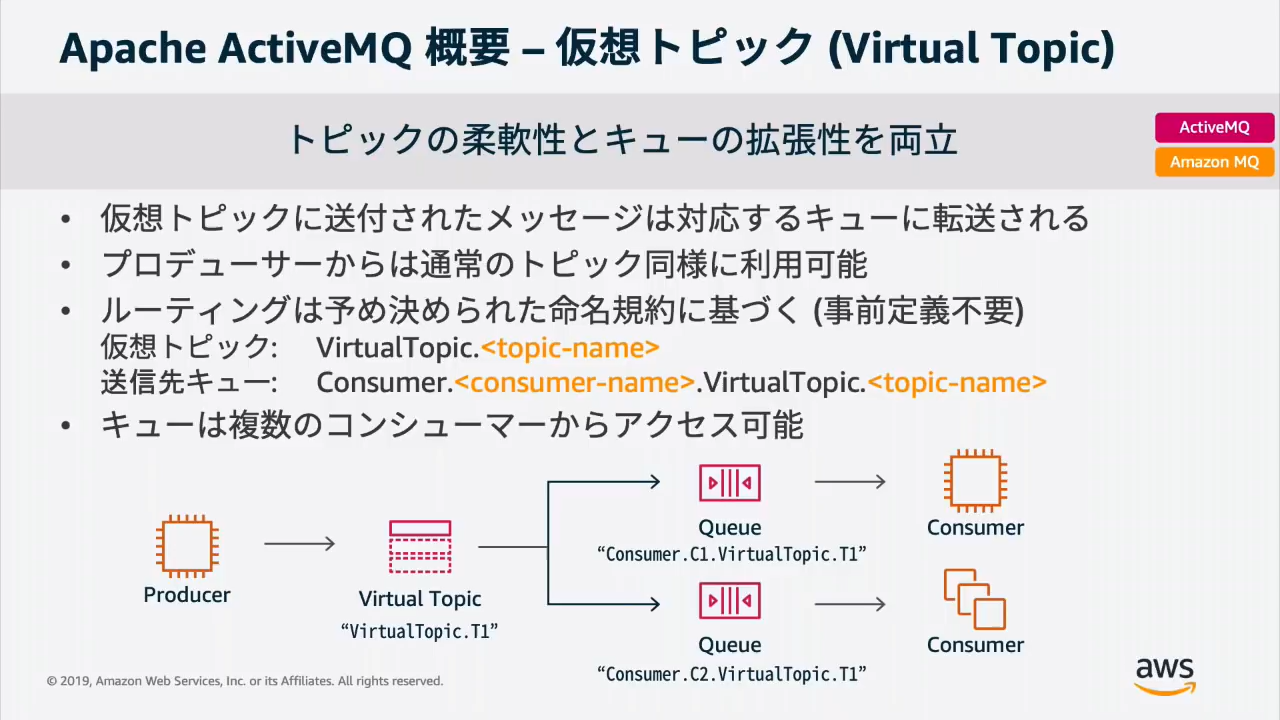 Apache ActiveMQ 概要 – 仮想トピック (Virtual Topic)
トピックの柔軟性とキューの拡張性を両立
ActiveMQ
Amazon MQ
• 仮想トピックに送付されたメッセージは対応するキューに転送される
• プロデューサーからは通常のトピック同様に利用可能
• ルーティングは予め決められた命名規約に基づく (事前定義不要)
仮想トピック: VirtualTopic.<topic-name>
送信先キュー: Consumer.<consumer-name>.VirtualTopic.<topic-name>
• キューは複数のコンシューマーからアクセス可能
Producer
Virtual Topic
“VirtualTopic.T1”
Queue
“Consumer.C1.VirtualTopic.T1”
Consumer
Queue
“Consumer.C2.VirtualTopic.T1”
Consumer
© 2019, Amazon Web Services, Inc. or its Affiliates. All rights reserved.
aws